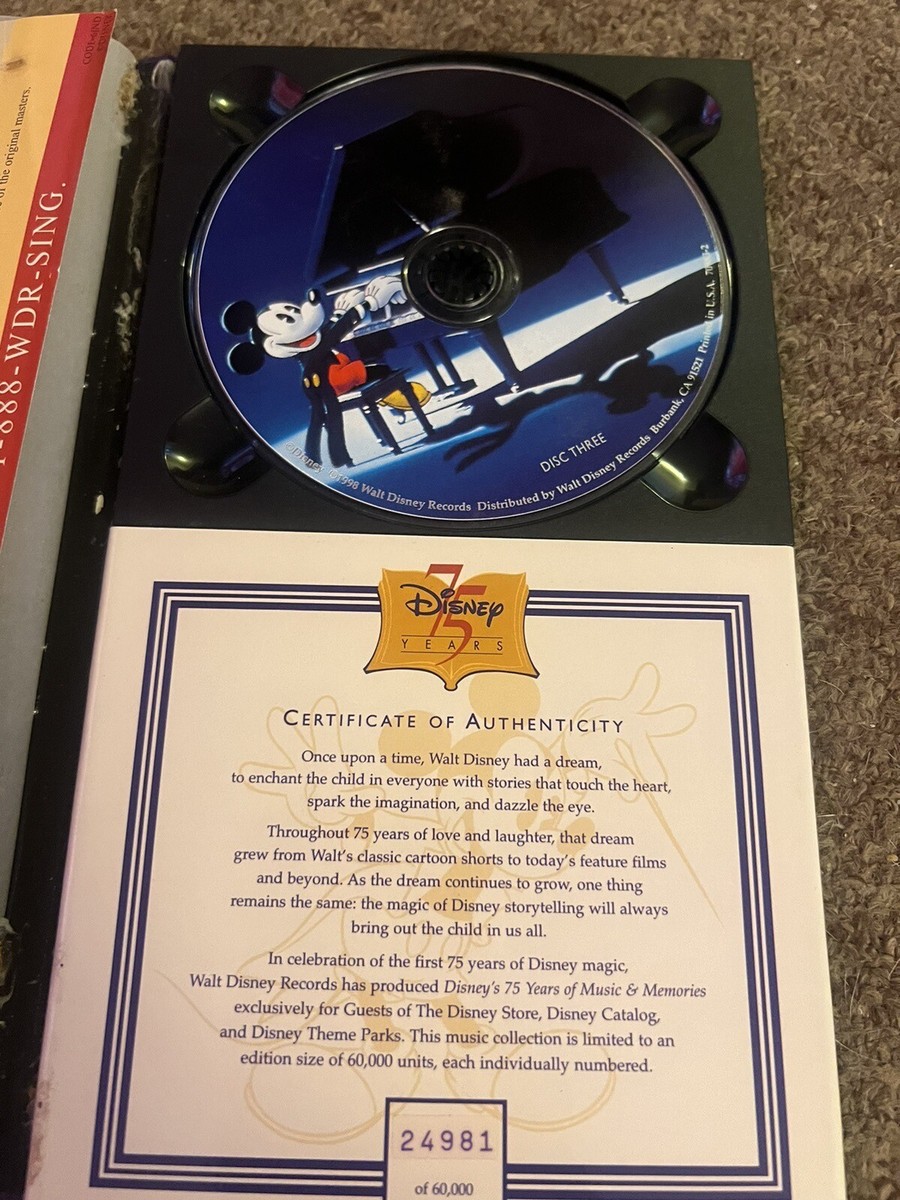 of the original masters.
1-888-WDR-SING.
©Disney ℗1998 Walt Disney Records Distributed by Walt Disney Records Burbank, CA 91521 Printed in U.S.A.
DISC THREE
75
Disney
YEARS
CERTIFICATE OF AUTHENTICITY
Once upon a time, Walt Disney had a dream,
to enchant the child in everyone with stories that touch the heart,
spark the imagination, and dazzle the eye.
Throughout 75 years of love and laughter, that dream
grew from Walt's classic cartoon shorts to today's feature films
and beyond. As the dream continues to grow, one thing
remains the same: the magic of Disney storytelling will always
bring out the child in us all.
In celebration of the first 75 years of Disney magic,
Walt Disney Records has produced Disney's 75 Years of Music & Memories
exclusively for Guests of The Disney Store, Disney Catalog,
and Disney Theme Parks. This music collection is limited to an
edition size of 60,000 units, each individually numbered.
24981
of 60,000